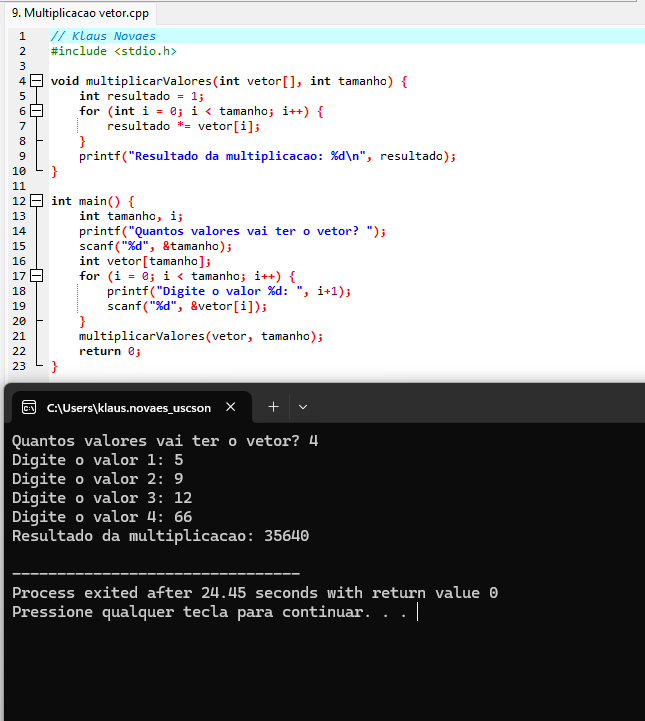 9. Multiplicacao vetor.cpp
1 // Klaus Novaes
2 #include <stdio.h>
3
4 void multiplicarValores(int vetor[], int tamanho) {
5     int resultado = 1;
6     for (int i = 0; i < tamanho; i++) {
7         resultado *= vetor[i];
8     }
9     printf("Resultado da multiplicacao: %d\n", resultado);
10 }
11
12 int main() {
13     int tamanho, i;
14     printf("Quantos valores vai ter o vetor? ");
15     scanf("%d", &tamanho);
16     int vetor[tamanho];
17     for (i = 0; i < tamanho; i++) {
18         printf("Digite o valor %d: ", i+1);
19         scanf("%d", &vetor[i]);
20     }
21     multiplicarValores(vetor, tamanho);
22     return 0;
23 }
C:\Users\klaus.novaes_uscson
Quantos valores vai ter o vetor? 4
Digite o valor 1: 5
Digite o valor 2: 9
Digite o valor 3: 12
Digite o valor 4: 66
Resultado da multiplicacao: 35640
--------------------------------
Process exited after 24.45 seconds with return value 0
Pressione qualquer tecla para continuar. . .